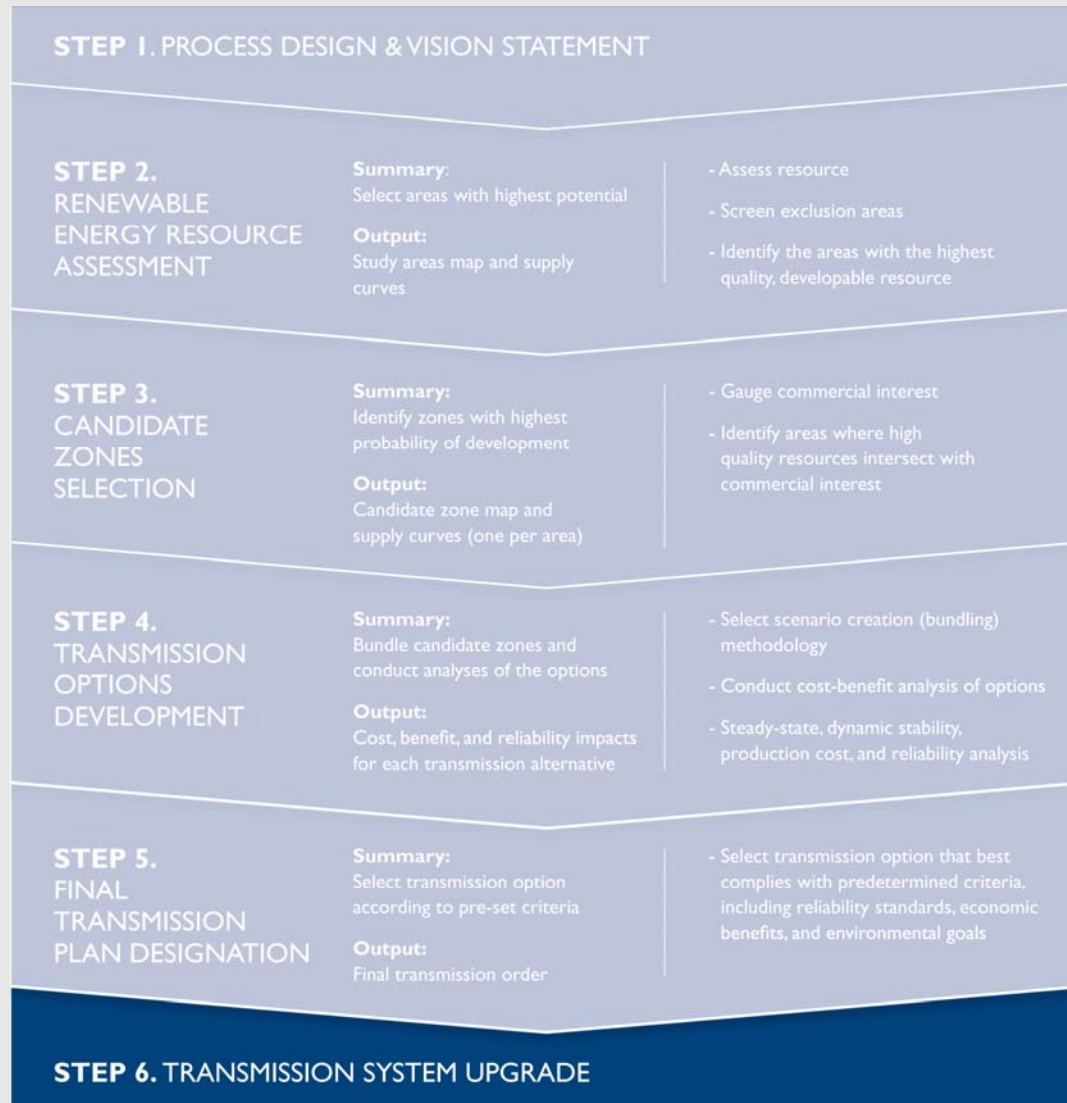 STEP 1. PROCESS DESIGN & VISION STATEMENT
STEP 2.
RENEWABLE
ENERGY RESOURCE
ASSESSMENT
Summary:
Select areas with highest potential
Output:
Study areas map and supply
curves
- Assess resource
- Screen exclusion areas
- Identify the areas with the highest
quality, developable resource
STEP 3.
CANDIDATE
ZONES
SELECTION
Summary:
Identify zones with highest
probability of development
Output:
Candidate zone map and
supply curves (one per area)
- Gauge commercial interest
- Identify areas where high
quality resources intersect with
commercial interest
STEP 4.
TRANSMISSION
OPTIONS
DEVELOPMENT
Summary:
Bundle candidate zones and
conduct analyses of the options
Output:
Cost, benefit, and reliability impacts
for each transmission alternative
- Select scenario creation (bundling)
methodology
- Conduct cost-benefit analysis of options
- Steady-state, dynamic stability,
production cost, and reliability analysis
STEP 5.
FINAL
TRANSMISSION
PLAN DESIGNATION
Summary:
Select transmission option
according to pre-set criteria
Output:
Final transmission order
- Select transmission option that best
complies with predetermined criteria,
including reliability standards, economic
benefits, and environmental goals
STEP 6. TRANSMISSION SYSTEM UPGRADE